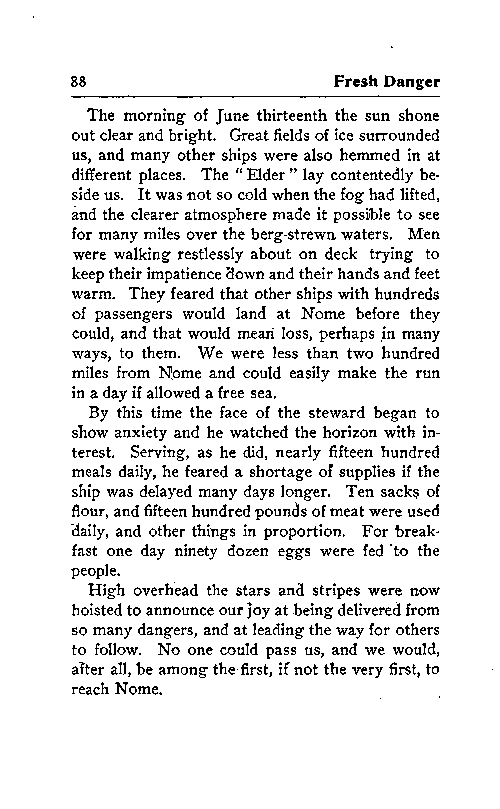 88 Fresh Danger
The morning of June thirteenth the sun shone
out clear and bright. Great fields of ice surrounded
us, and many other ships were also hemmed in at
different places. The "Elder" lay contentedly be-
side us. It was not so cold when the fog had lifted,
and the clearer atmosphere made it possible to see
for many miles over the berg-strewn waters. Men
were walking restlessly about on deck trying to
keep their impatience down and their hands and feet
warm. They feared that other ships with hundreds
of passengers would land at Nome before they
could, and that would mean loss, perhaps in many
ways, to them. We were less than two hundred
miles from Nome and could easily make the run
in a day if allowed a free sea.
By this time the face of the steward began to
show anxiety and he watched the horizon with in-
terest. Serving, as he did, nearly fifteen hundred
meals daily, he feared a shortage of supplies if the
ship was delayed many days longer. Ten sacks of
flour, and fifteen hundred pounds of meat were used
daily, and other things in proportion. For break-
fast one day ninety dozen eggs were fed to the
people.
High overhead the stars and stripes were now
hoisted to announce our joy at being delivered from
so many dangers, and at leading the way for others
to follow. No one could pass us, and we would,
after all, be among the first, if not the very first, to
reach Nome.